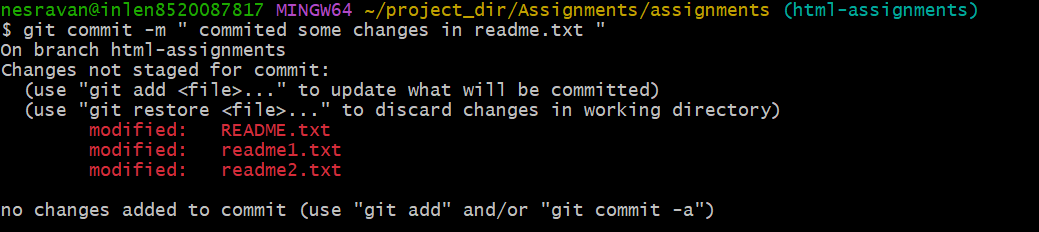 nesravan@inlen8520087817 MINGW64 ~/project_dir/Assignments/assignments (html-assignments)
$ git commit -m " commited some changes in readme.txt "
On branch html-assignments
Changes not staged for commit:
  (use "git add <file>..." to update what will be committed)
  (use "git restore <file>..." to discard changes in working directory)
        modified:   README.txt
        modified:   readme1.txt
        modified:   readme2.txt

no changes added to commit (use "git add" and/or "git commit -a")